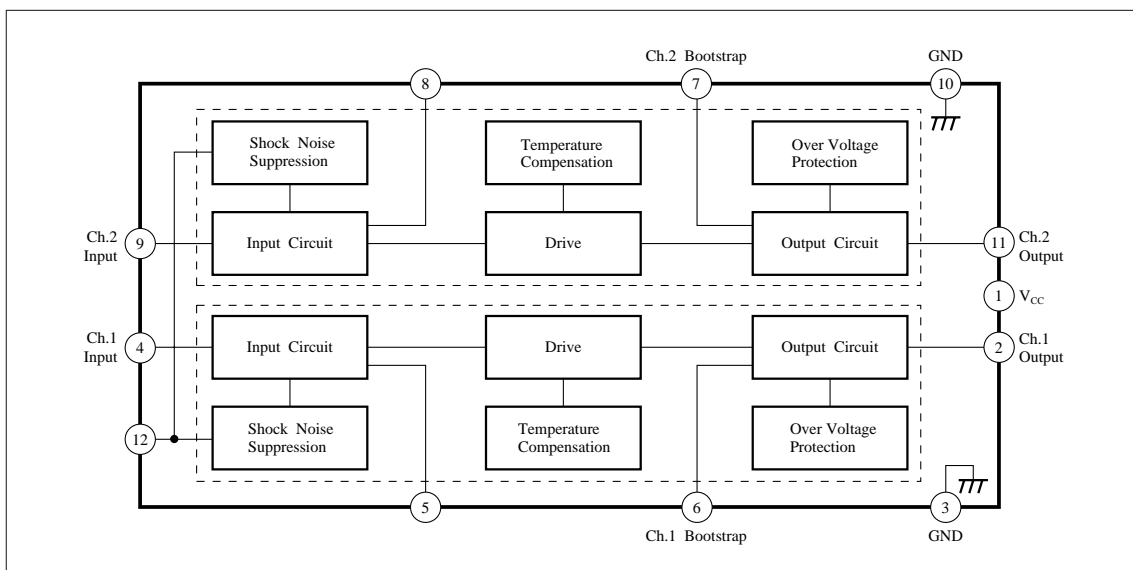 Ch.2 Bootstrap
GND
8
7
10
Shock Noise
Suppression
Temperature
Compensation
Over Voltage
Protection
Ch.2
Input
9
Input Circuit
Drive
Output Circuit
11
Ch.2
Output
1
VCC
Ch.1
Input
4
Input Circuit
Drive
Output Circuit
2
Ch.1
Output
12
Shock Noise
Suppression
Temperature
Compensation
Over Voltage
Protection
5
6
3
Ch.1 Bootstrap
GND